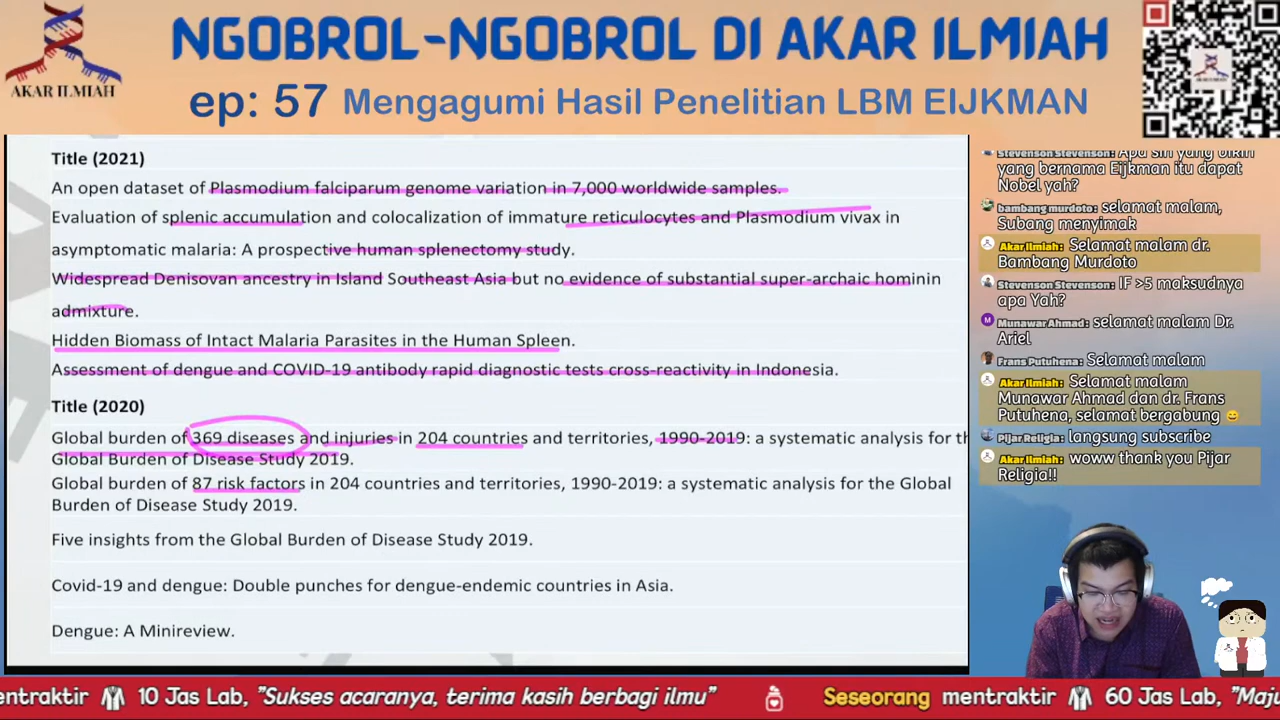 AKAR ILMIAH
NGOBROL-NGOBROL DI AKAR ILMIAH
ep: 57 Mengagumi Hasil Penelitian LBM EIJKMAN
Title (2021)
An open dataset of Plasmodium falciparum genome variation in 7,000 worldwide samples.
Evaluation of splenic accumulation and colocalization of immature reticulocytes and Plasmodium vivax in
asymptomatic malaria: A prospective human splenectomy study.
Widespread Denisovan ancestry in Island Southeast Asia but no evidence of substantial super-archaic hominin
admixture.
Hidden Biomass of Intact Malaria Parasites in the Human Spleen.
Assessment of dengue and COVID-19 antibody rapid diagnostic tests cross-reactivity in Indonesia.
Title (2020)
Global burden of 369 diseases and injuries in 204 countries and territories, 1990-2019: a systematic analysis for th
Global Burden of Disease Study 2019.
Global burden of 87 risk factors in 204 countries and territories, 1990-2019: a systematic analysis for the Global
Burden of Disease Study 2019.
Five insights from the Global Burden of Disease Study 2019.
Covid-19 and dengue: Double punches for dengue-endemic countries in Asia.
Dengue: A Minireview.
Stevenson Stevenson: Apa sih yang bikin
yang bernama Eijkman itu dapat
Nobel yah?
bambang murdoto: selamat malam,
Subang menyimak
Akar Ilmiah: Selamat malam dr.
Bambang Murdoto
Stevenson Stevenson: IF >5 maksudnya
apa Yah?
Munawar Ahmad: selamat malam Dr.
Ariel
Frans Putuhena: Selamat malam
Akar Ilmiah: Selamat malam
Munawar Ahmad dan dr. Frans
Putuhena, selamat bergabung 😄
Pijar Religia: langsung subscribe
Akar Ilmiah: woww thank you Pijar
Religia!!
entraktir 10 Jas Lab, "Sukses acaranya, terima kasih berbagi ilmu" Seseorang mentraktir 60 Jas Lab, "Maju